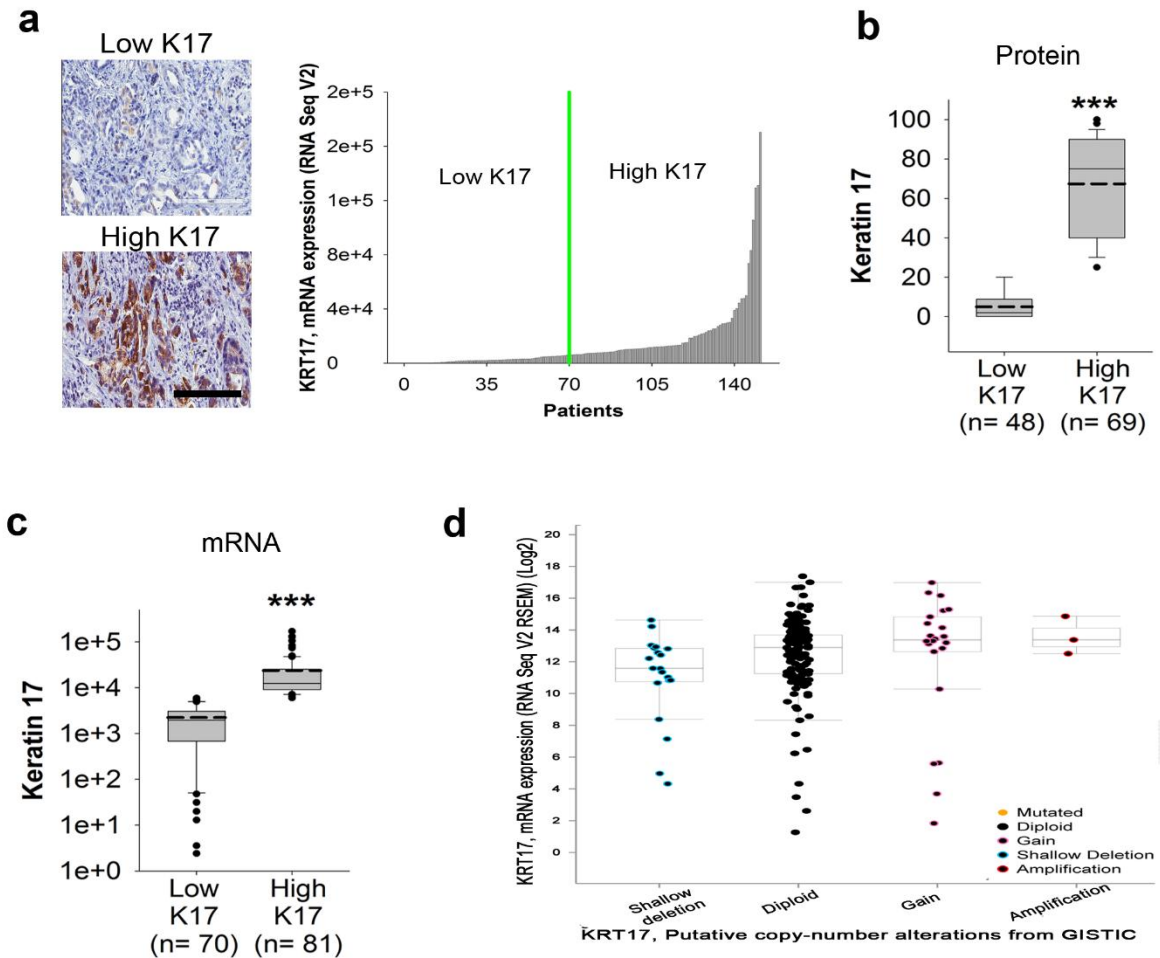 a
Low K17
High K17
KRT17, mRNA expression (RNA Seq V2)
2e+5
2e+5
1e+5
8e+4
4e+4
0
Low K17
High K17
0 35 70 105 140
Patients
b
Protein
Keratin 17
***
100
80
60
40
20
0
Low K17 (n= 48)
High K17 (n= 69)
c
mRNA
Keratin 17
***
1e+5
1e+4
1e+3
1e+2
1e+1
1e+0
Low K17 (n= 70)
High K17 (n= 81)
d
KRT17, mRNA expression (RNA Seq V2 RSEM) (Log2)
20
18
16
14
12
10
8
6
4
2
0
Mutated
Diploid
Gain
Shallow Deletion
Amplification
Shallow deletion
Diploid
Gain
Amplification
KRT17, Putative copy-number alterations from GISTIC